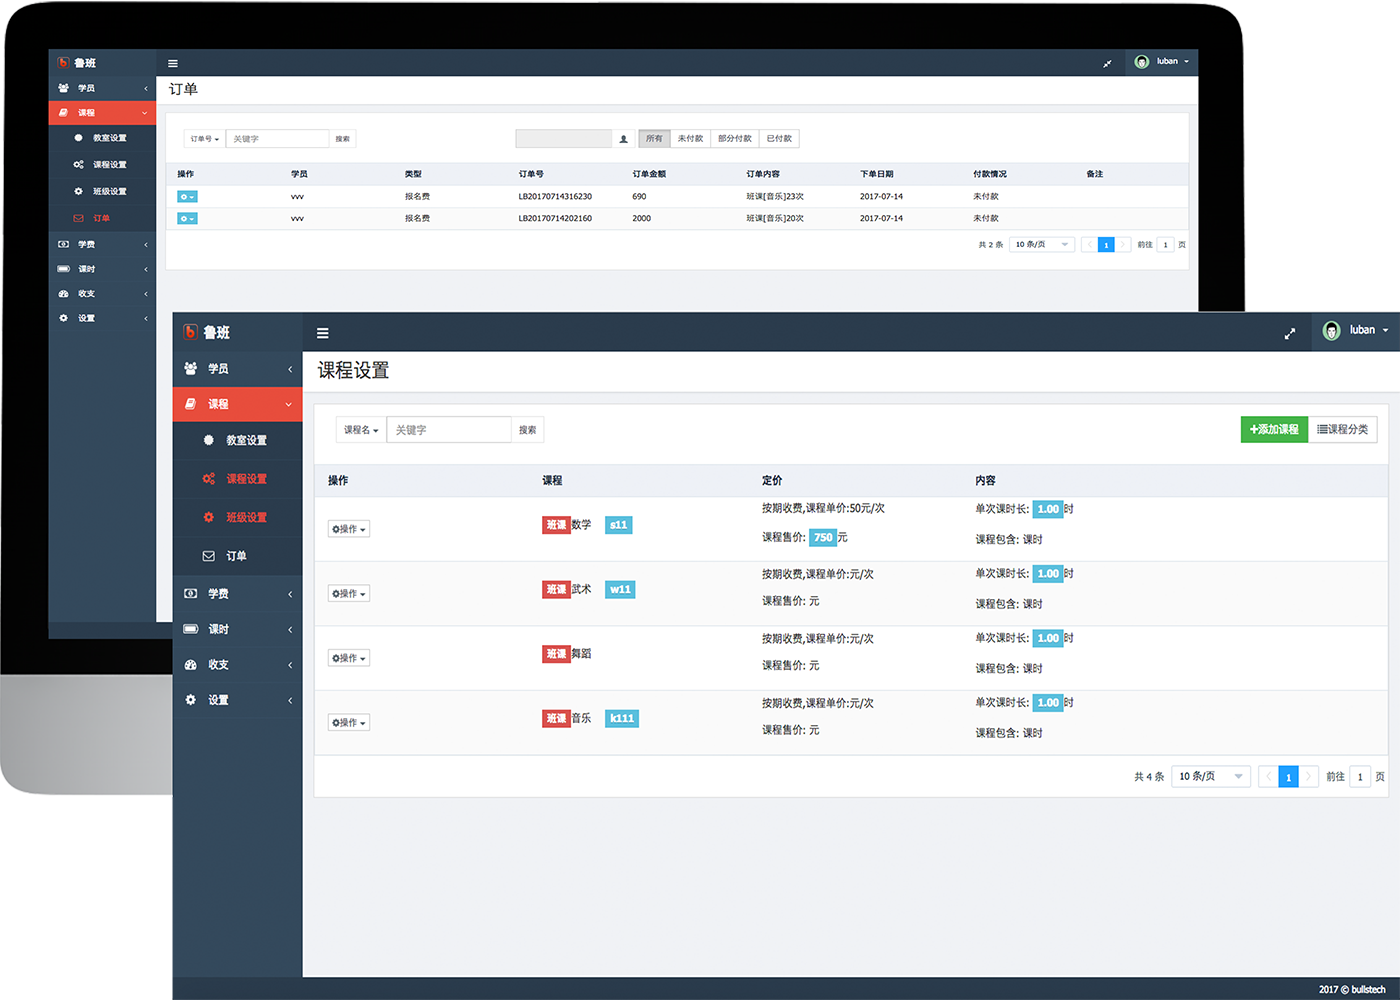 鲁班
luban
学员
订单
课程
教室设置
订单号 关键字 搜索
所有 未付款 部分付款 已付款
课程设置
操作 学员 类型 订单号 订单金额 订单内容 下单日期 付款情况 备注
班级设置
vvv 报名费 LB20170714316230 690 班课[音乐]23次 2017-07-14 未付款
订单
vvv 报名费 LB20170714202160 2000 班课[音乐]20次 2017-07-14 未付款
学费
共 2 条 10 条/页 1 前往 1 页
课时
收支
设置
鲁班
luban
学员
课程设置
课程
课程名 关键字 搜索
+添加课程 课程分类
教室设置
课程设置
班级设置
订单
学费
课时
收支
设置
操作 课程 定价 内容
操作 班课 数学 s11
按期收费,课程单价:50元/次
课程售价: 750 元
单次课时长: 1.00 时
课程包含: 课时
操作 班课 武术 w11
按期收费,课程单价:元/次
课程售价: 元
单次课时长: 1.00 时
课程包含: 课时
操作 班课 舞蹈
按期收费,课程单价:元/次
课程售价: 元
单次课时长: 1.00 时
课程包含: 课时
操作 班课 音乐 k111
按期收费,课程单价:元/次
课程售价: 元
单次课时长: 1.00 时
课程包含: 课时
共 4 条 10 条/页 1 前往 1 页
2017 © bullstech